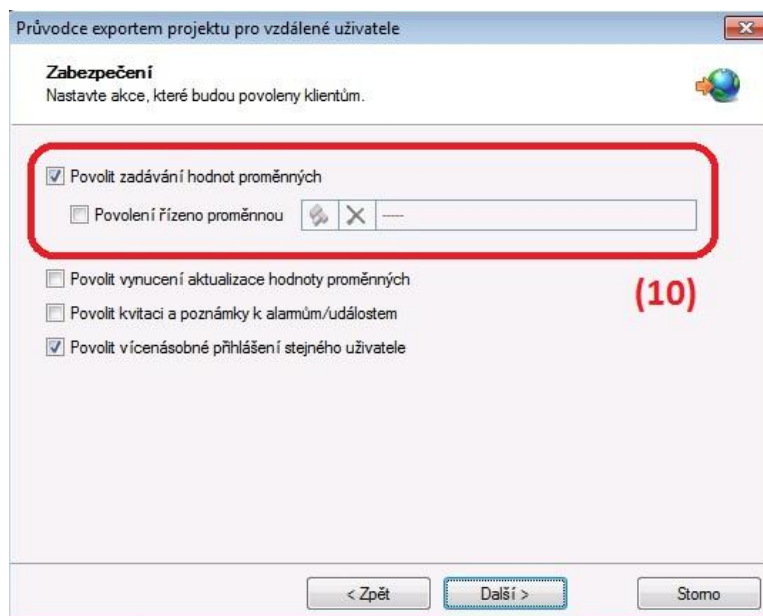 Průvodce exportem projektu pro vzdálené uživatele
Zabezpečení
Nastavte akce, které budou povoleny klientům.
Povolit zadávání hodnot proměnných
Povolení řízeno proměnnou
-----
Povolit vynucení aktualizace hodnoty proměnných
(10)
Povolit kvitaci a poznámky k alarmům/událostem
Povolit vícenásobné přihlášení stejného uživatele
< Zpět
Další >
Storno